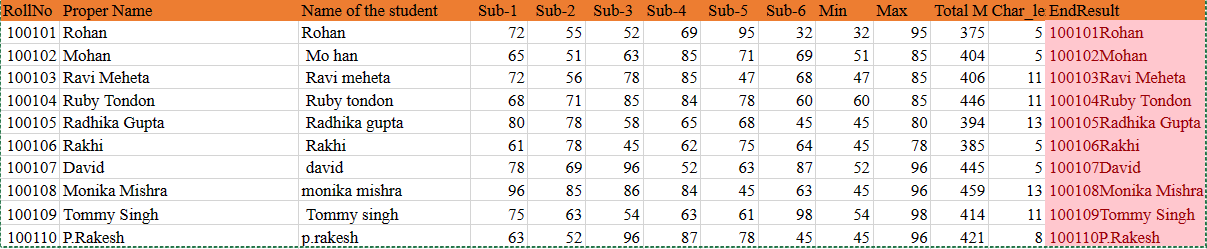 RollNo Proper Name Name of the student Sub-1 Sub-2 Sub-3 Sub-4 Sub-5 Sub-6 Min Max Total M Char_le EndResult
100101 Rohan Rohan 72 55 52 69 95 32 32 95 375 5 100101Rohan
100102 Mohan Mo han 65 51 63 85 71 69 51 85 404 5 100102Mohan
100103 Ravi Meheta Ravi meheta 72 56 78 85 47 68 47 85 406 11 100103Ravi Meheta
100104 Ruby Tondon Ruby tondon 68 71 85 84 78 60 60 85 446 11 100104Ruby Tondon
100105 Radhika Gupta Radhika gupta 80 78 58 65 68 45 45 80 394 13 100105Radhika Gupta
100106 Rakhi Rakhi 61 78 45 62 75 64 45 78 385 5 100106Rakhi
100107 David david 78 69 96 52 63 87 52 96 445 5 100107David
100108 Monika Mishra monika mishra 96 85 86 84 45 63 45 96 459 13 100108Monika Mishra
100109 Tommy Singh Tommy singh 75 63 54 63 61 98 54 98 414 11 100109Tommy Singh
100110 P.Rakesh p.rakesh 63 52 96 87 78 45 45 96 421 8 100110P.Rakesh